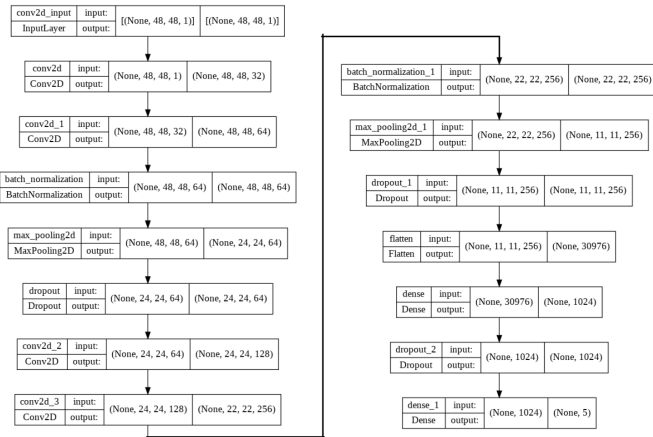 conv2d_input input: [(None, 48, 48, 1)] [(None, 48, 48, 1)]
InputLayer output:
conv2d input: (None, 48, 48, 1) (None, 48, 48, 32)
Conv2D output:
conv2d_1 input: (None, 48, 48, 32) (None, 48, 48, 64)
Conv2D output:
batch_normalization input: (None, 48, 48, 64) (None, 48, 48, 64)
BatchNormalization output:
max_pooling2d input: (None, 48, 48, 64) (None, 24, 24, 64)
MaxPooling2D output:
dropout input: (None, 24, 24, 64) (None, 24, 24, 64)
Dropout output:
conv2d_2 input: (None, 24, 24, 64) (None, 24, 24, 128)
Conv2D output:
conv2d_3 input: (None, 24, 24, 128) (None, 22, 22, 256)
Conv2D output:
batch_normalization_1 input: (None, 22, 22, 256) (None, 22, 22, 256)
BatchNormalization output:
max_pooling2d_1 input: (None, 22, 22, 256) (None, 11, 11, 256)
MaxPooling2D output:
dropout_1 input: (None, 11, 11, 256) (None, 11, 11, 256)
Dropout output:
flatten input: (None, 11, 11, 256) (None, 30976)
Flatten output:
dense input: (None, 30976) (None, 1024)
Dense output:
dropout_2 input: (None, 1024) (None, 1024)
Dropout output:
dense_1 input: (None, 1024) (None, 5)
Dense output: